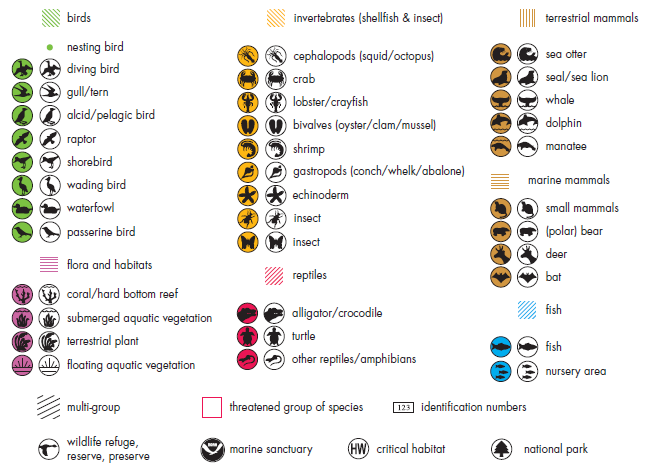 birds
nesting bird
diving bird
gull/tern
alcid/pelagic bird
raptor
shorebird
wading bird
waterfowl
passerine bird
flora and habitats
coral/hard bottom reef
submerged aquatic vegetation
terrestrial plant
floating aquatic vegetation
invertebrates (shellfish & insect)
cephalopods (squid/octopus)
crab
lobster/crayfish
bivalves (oyster/clam/mussel)
shrimp
gastropods (conch/whelk/abalone)
echinoderm
insect
insect
reptiles
alligator/crocodile
turtle
other reptiles/amphibians
terrestrial mammals
sea otter
seal/sea lion
whale
dolphin
manatee
marine mammals
small mammals
(polar) bear
deer
bat
fish
fish
nursery area
multi-group
threatened group of species
123 identification numbers
wildlife refuge,
reserve, preserve
marine sanctuary
HW critical habitat
national park